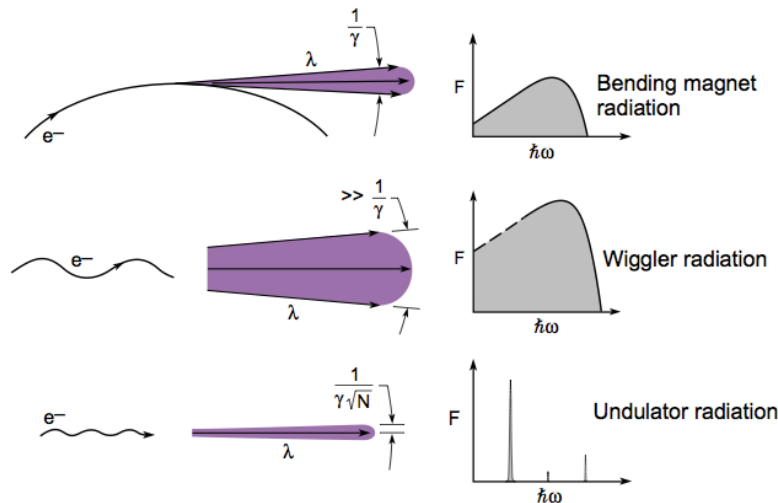 1
γ
λ
e–
F
ħω
Bending magnet
radiation
>> 1
γ
e–
λ
F
ħω
Wiggler radiation
1
γ√N
e–
λ
F
ħω
Undulator radiation